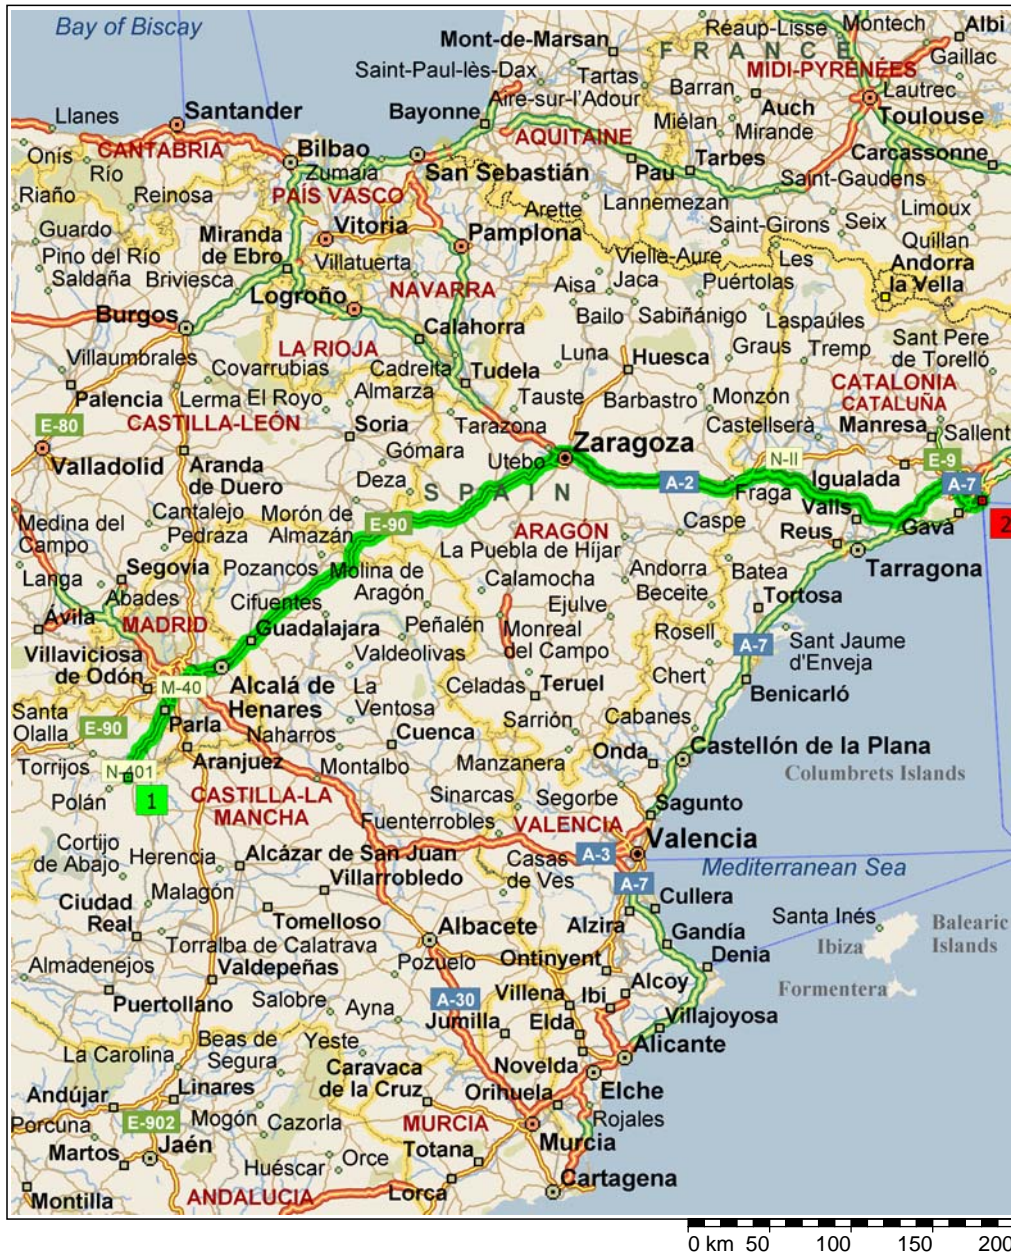 Bay of Biscay
Réaup-Lisse
Montech
Albi
Mont-de-Marsan
FRANCE
Gaillac
Saint-Paul-lès-Dax
Tartas
MIDI-PYRÉNÉES
Llanes
Santander
Bayonne
Aire-sur-l'Adour
Barran
Auch
Lautrec
Miélan
Mirande
Toulouse
CANTABRIA
Bilbao
AQUITAINE
Carcassonne
Onís
Río
Zumaia
San Sebastián
Tarbes
Pau
Saint-Gaudens
Riaño
Reinosa
PAÍS VASCO
Arette
Lannemezan
Limoux
Guardo
Miranda
de Ebro
Vitoria
Pamplona
Saint-Girons
Seix
Quillan
Pino del Río
Villatuerta
Vielle-Aure
Les
Andorra
la Vella
Saldaña
Briviesca
Logroño
NAVARRA
Aisa
Jaca
Puértolas
Burgos
Calahorra
Bailo
Sabiñánigo
Laspaúles
LA RIOJA
Graus
Tremp
Sant Pere
de Torelló
Villaumbrales
Covarrubias
Cadreita
Tudela
Luna
Huesca
Palencia
Lerma
El Royo
Almarza
Tauste
Barbastro
Monzón
CATALONIA
CATALUÑA
E-80
CASTILLA-LEÓN
Soria
Tarazona
Castellserà
Manresa
Sallent
Valladolid
Gómara
Utebo
Zaragoza
N-II
E-9
Aranda
de Duero
Deza
SPAIN
A-2
Fraga
Igualada
A-7
Medina del
Campo
Cantalejo
Morón de
Almazán
E-90
ARAGÓN
Caspe
Valls
Reus
Gavà
2
Pedraza
La Puebla de Híjar
Tarragona
Langa
Segovia
Pozancos
Molina de
Aragón
Calamocha
Andorra
Batea
Abades
Cifuentes
Ejulve
Beceite
Tortosa
Ávila
MADRID
Guadalajara
Peñalén
Monreal
del Campo
Rosell
A-7
Sant Jaume
d'Enveja
Villaviciosa
de Odón
Valdeolivas
Chert
M-40
Alcalá de
Henares
La
Ventosa
Celadas
Teruel
Benicarló
Santa
Olalla
E-90
Parla
Naharros
Cuenca
Sarrión
Cabanes
Torrijos
N-401
Aranjuez
Montalbo
Manzanera
Onda
Castellón de la Plana
Columbrets Islands
Polán
1
CASTILLA-LA
MANCHA
Sinarcas
Segorbe
Sagunto
Fuenterrobles
VALENCIA
Valencia
Cortijo
de Abajo
Herencia
Alcázar de San Juan
Casas
de Ves
A-3
Mediterranean Sea
Malagón
Villarrobledo
A-7
Cullera
Ciudad
Real
Tomelloso
Albacete
Alzira
Santa Inés
Balearic
Islands
Torralba de Calatrava
Gandía
Ibiza
Almadenejos
Valdepeñas
Pozuelo
Ontinyent
Denia
Puertollano
Salobre
Ayna
A-30
Villena
Ibi
Alcoy
Formentera
Jumilla
Elda
Villajoyosa
La Carolina
Beas de
Segura
Yeste
Alicante
Caravaca
de la Cruz
Novelda
Andújar
Linares
Orihuela
Elche
Porcuna
E-902
Mogón
Cazorla
MURCIA
Rojales
Martos
Jaén
Totana
Murcia
Huéscar
Orce
Montilla
ANDALUCIA
Lorca
Cartagena
0 km 50 100 150 200